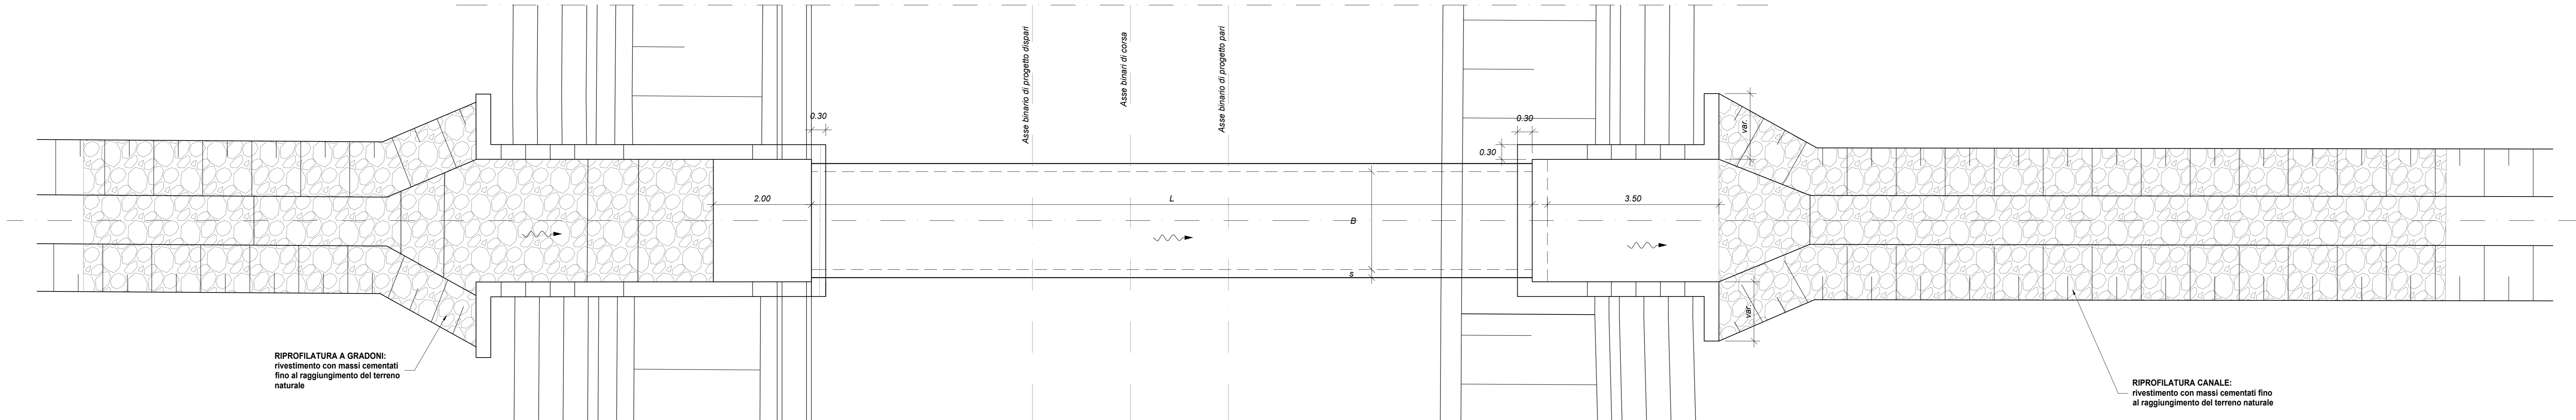 Asse binario di progetto dispari
Asse binari di corsa
Asse binario di progetto pari
0.30
0.30
0.30
var.
2.00
L
3.50
B
s
var.
RIPROFILATURA A GRADONI:
rivestimento con massi cementati
fino al raggiungimento del terreno
naturale
RIPROFILATURA CANALE:
rivestimento con massi cementati fino
al raggiungimento del terreno naturale